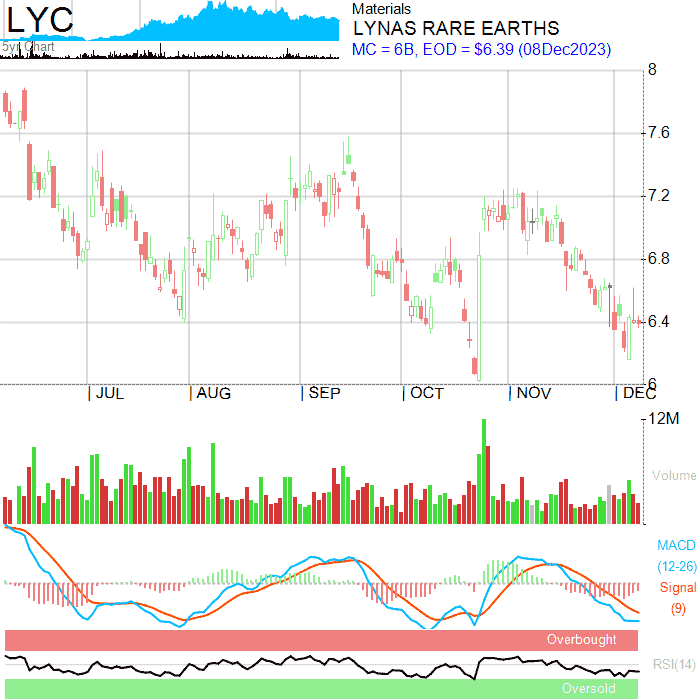 LYC
5yr Chart
Materials
LYNAS RARE EARTHS
MC = 6B, EOD = $6.39 (08Dec2023)
8
7.6
7.2
6.8
6.4
6
| JUL | AUG | SEP | OCT | NOV | DEC
12M
Volume
MACD
(12-26)
Signal
(9)
Overbought
RSI(14)
Oversold